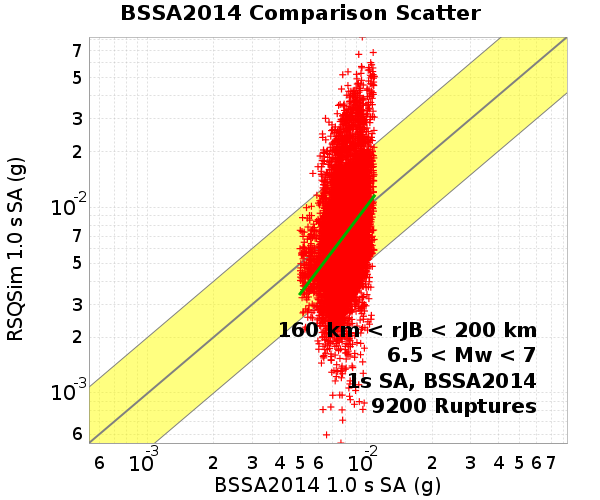 BSSA2014 Comparison Scatter
RSQSim 1.0 s SA (g)
7
5
3
2
10-2
7
5
3
2
10-3
6
160 km < rJB < 200 km
6.5 < Mw < 7
1s SA, BSSA2014
9200 Ruptures
6 10-3 2 3 4 5 6 10-2 2 3 4 5 6 7
BSSA2014 1.0 s SA (g)